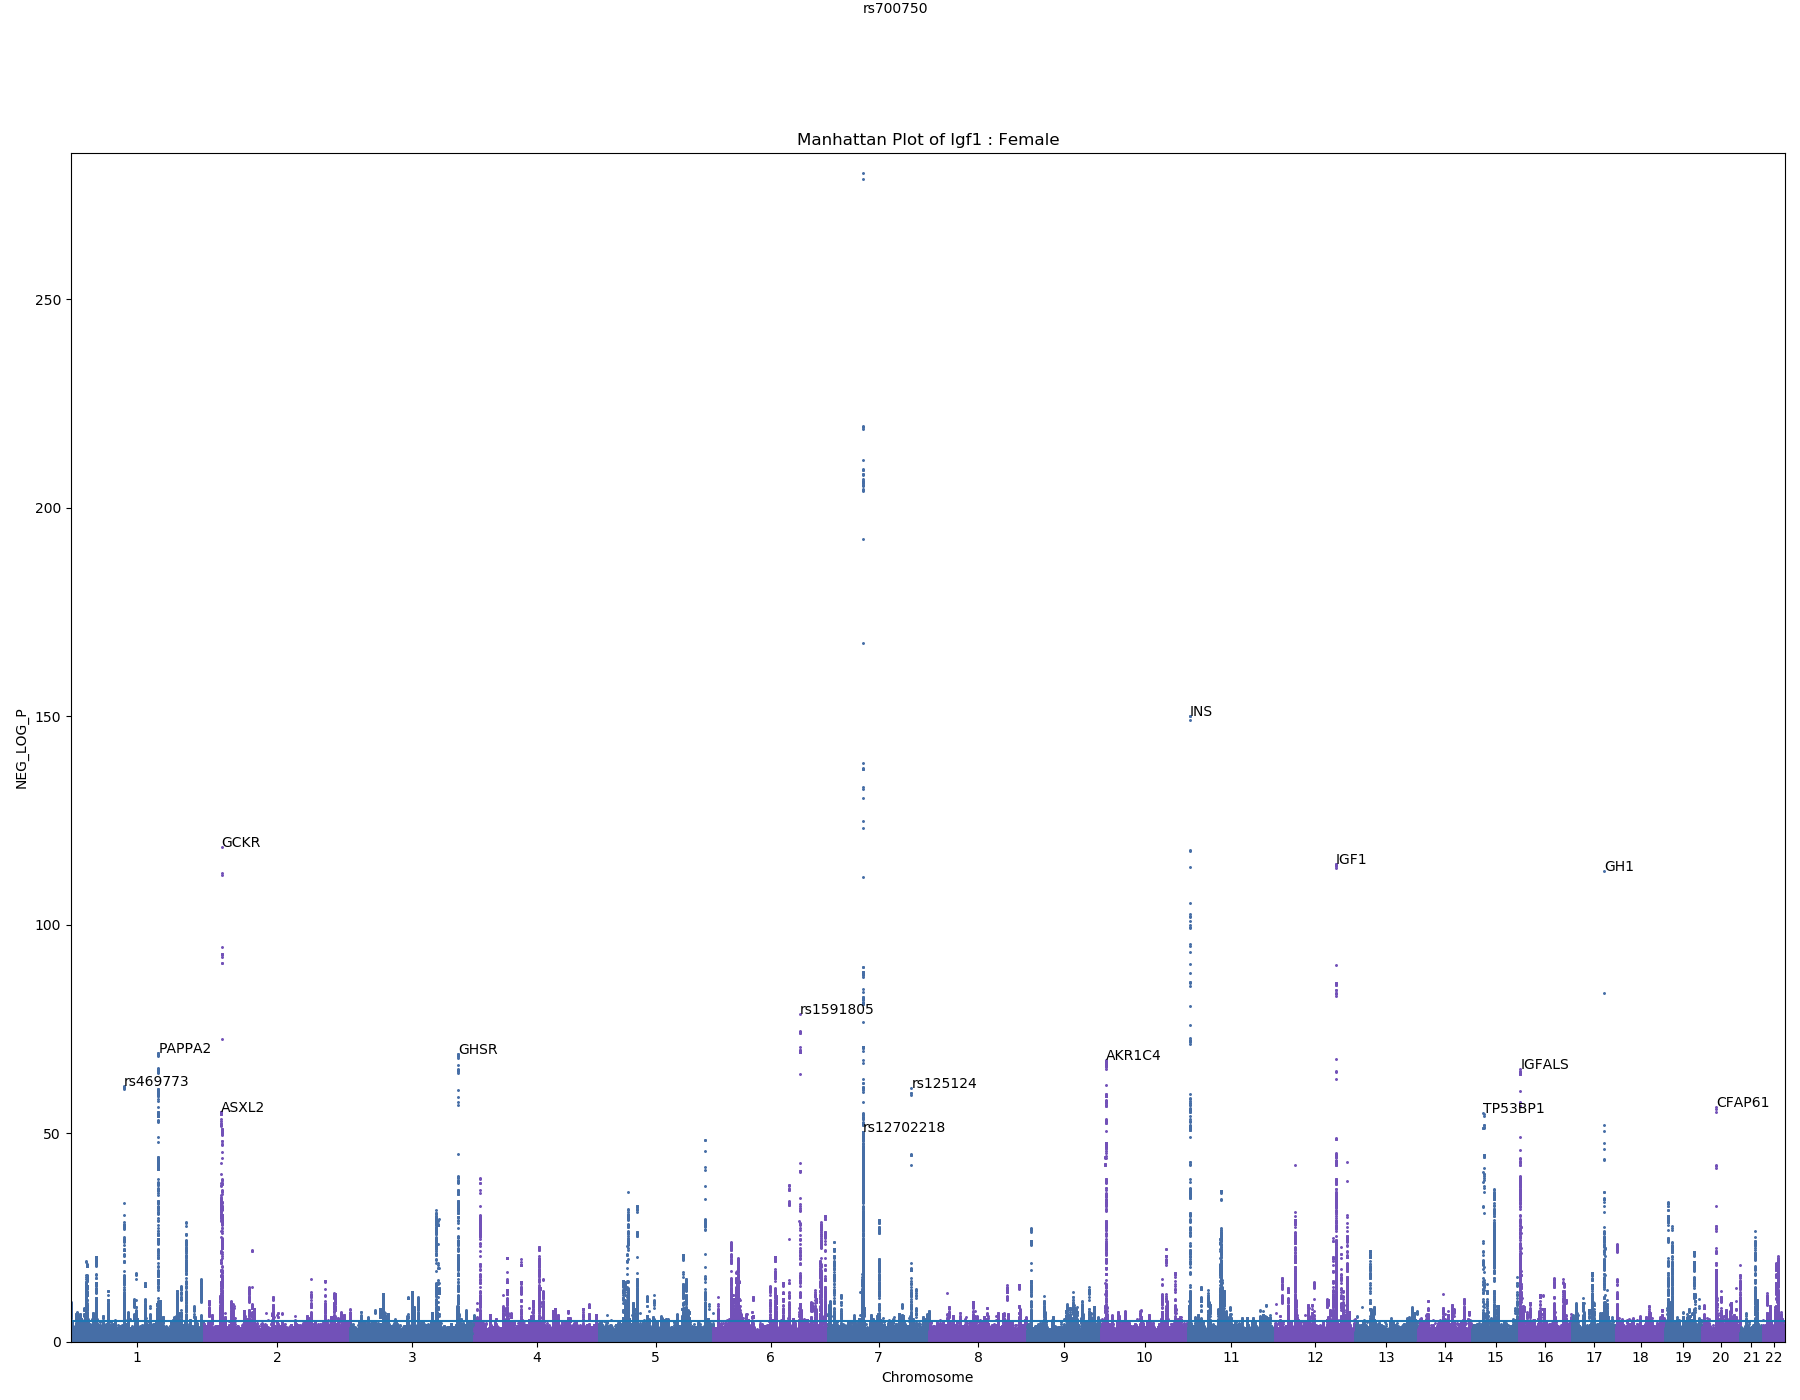 rs700750
Manhattan Plot of Igf1 : Female
250
200
150
100
50
0
NEG_LOG_P
INS
GCKR
IGF1
GH1
rs1591805
PAPPA2
GHSR
AKR1C4
IGFALS
rs469773
rs125124
ASXL2
TP53BP1
CFAP61
rs12702218
1 2 3 4 5 6 7 8 9 10 11 12 13 14 15 16 17 18 19 20 21 22
Chromosome